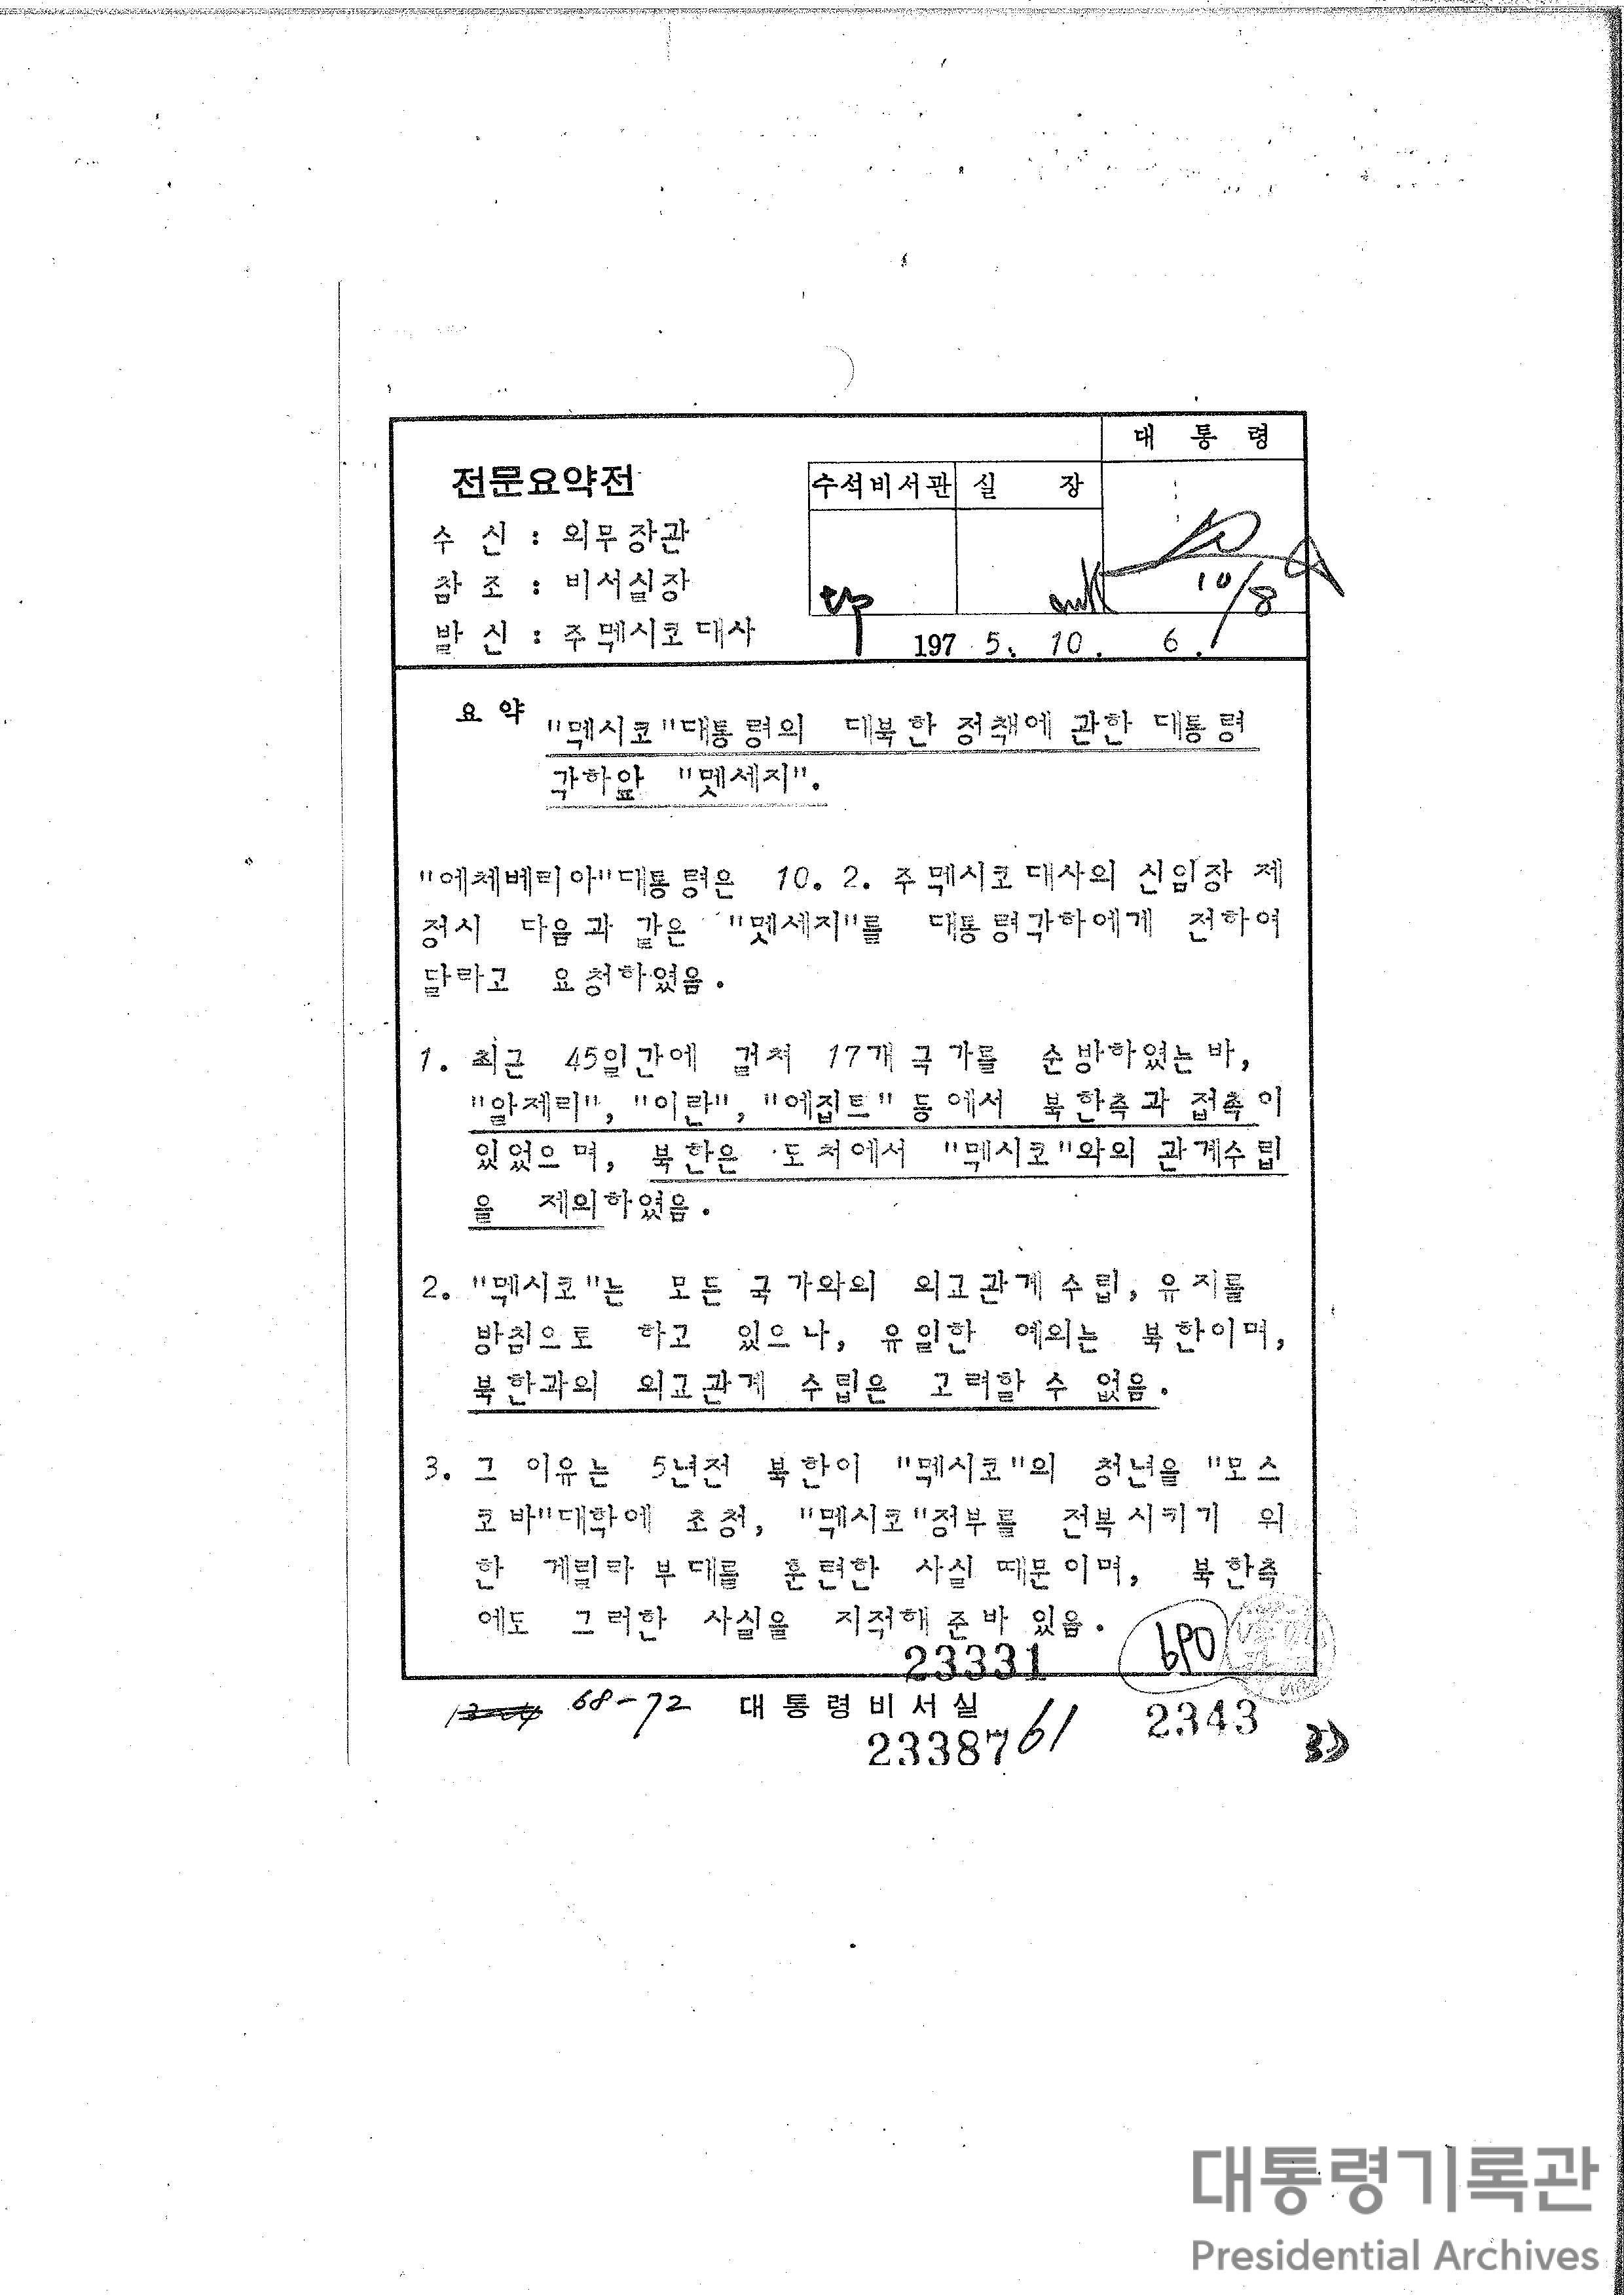 대 통 령
전문요약전
수석비서관 실 장
수 신 : 외무장관
참 조 : 비서실장
10/8
발 신 : 주멕시코대사
197 5. 10. 6.
요 약
"멕시코"대통령의 대북한 정책에 관한 대통령
각하앞 "멧세지".
"에체베리아"대통령은 10. 2. 주멕시코대사의 신임장 제
정시 다음과 같은 "멧세지"를 대통령각하에게 전하여
달라고 요청하였음.
1. 최근 45일간에 걸쳐 17개국가를 순방하였는바,
"알제리", "이란", "에집트" 등에서 북한측과 접촉이
있었으며, 북한은 도처에서 "멕시코"와의 관계수립
을 제의하였음.
2. "멕시코"는 모든 국가와의 외교관계 수립, 유지를
방침으로 하고 있으나, 유일한 예외는 북한이며,
북한과의 외교관계 수립은 고려할 수 없음.
3. 그 이유는 5년전 북한이 "멕시코"의 청년을 "모스
코바"대학에 초청, "멕시코"정부를 전복시키기 위
한 게릴라 부대를 훈련한 사실 때문이며, 북한측
에도 그러한 사실을 지적해 준바 있음.
23331
690
68-72 대통령비서실
61
2343
23387
대통령기록관
Presidential Archives